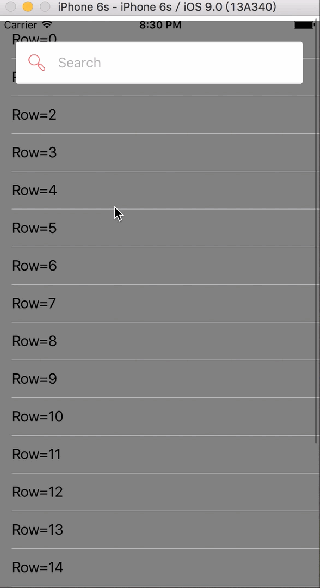 iPhone 6s - iPhone 6s / iOS 9.0 (13A340)
Carrier 8:30 PM
Row=0
Search
Row=2
Row=3
Row=4
Row=5
Row=6
Row=7
Row=8
Row=9
Row=10
Row=11
Row=12
Row=13
Row=14